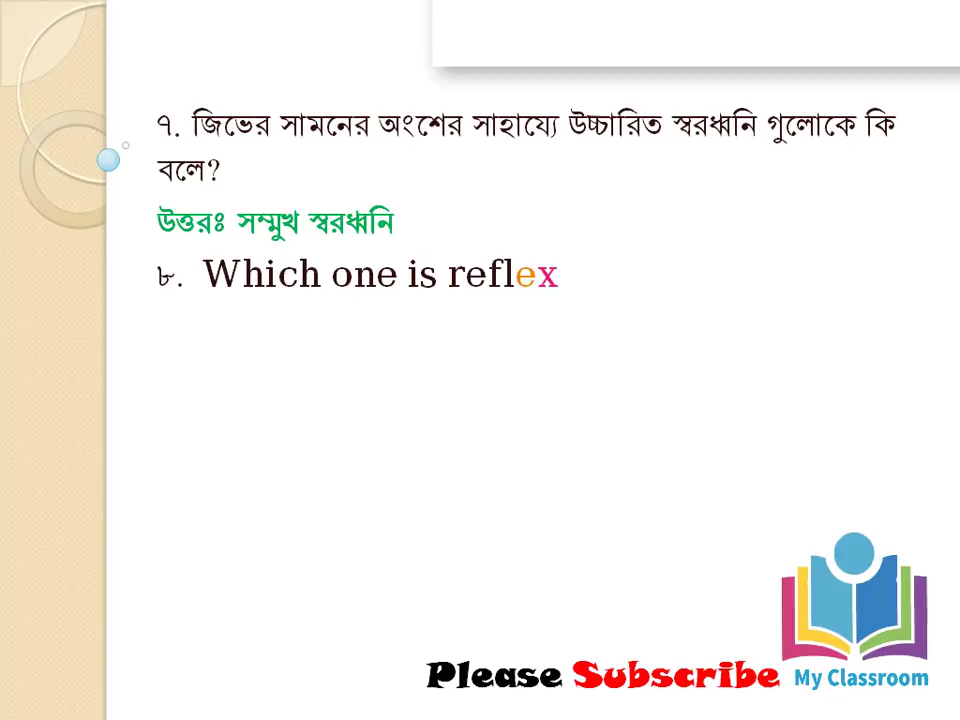 ৭. জিভের সামনের অংশের সাহায্যে উচ্চারিত স্বরধ্বনি গুলোকে কি
বলে?
উত্তরঃ সম্মুখ স্বরধ্বনি
৮. Which one is reflex
Please Subscribe
My Classroom